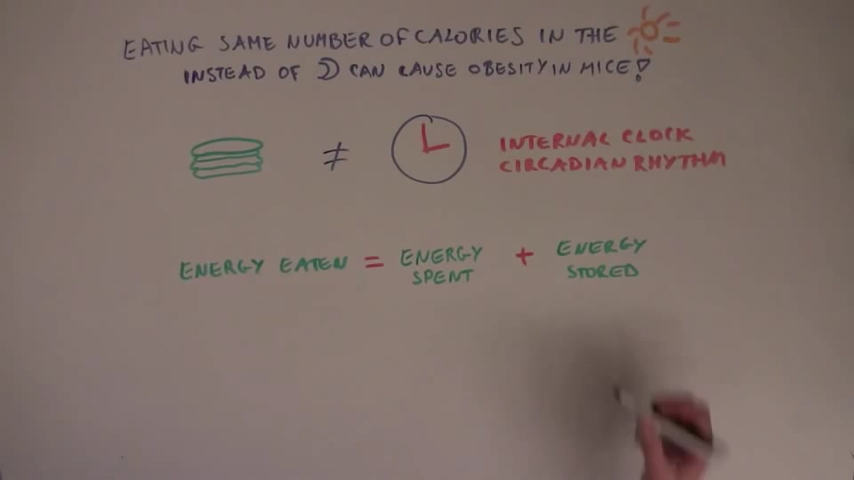 EATING SAME NUMBER OF CALORIES IN THE
INSTEAD OF CAN CAUSE OBESITY IN MICE!
≠ INTERNAL CLOCK
CIRCADIAN RHYTHM
ENERGY EATEN = ENERGY SPENT + ENERGY STORED